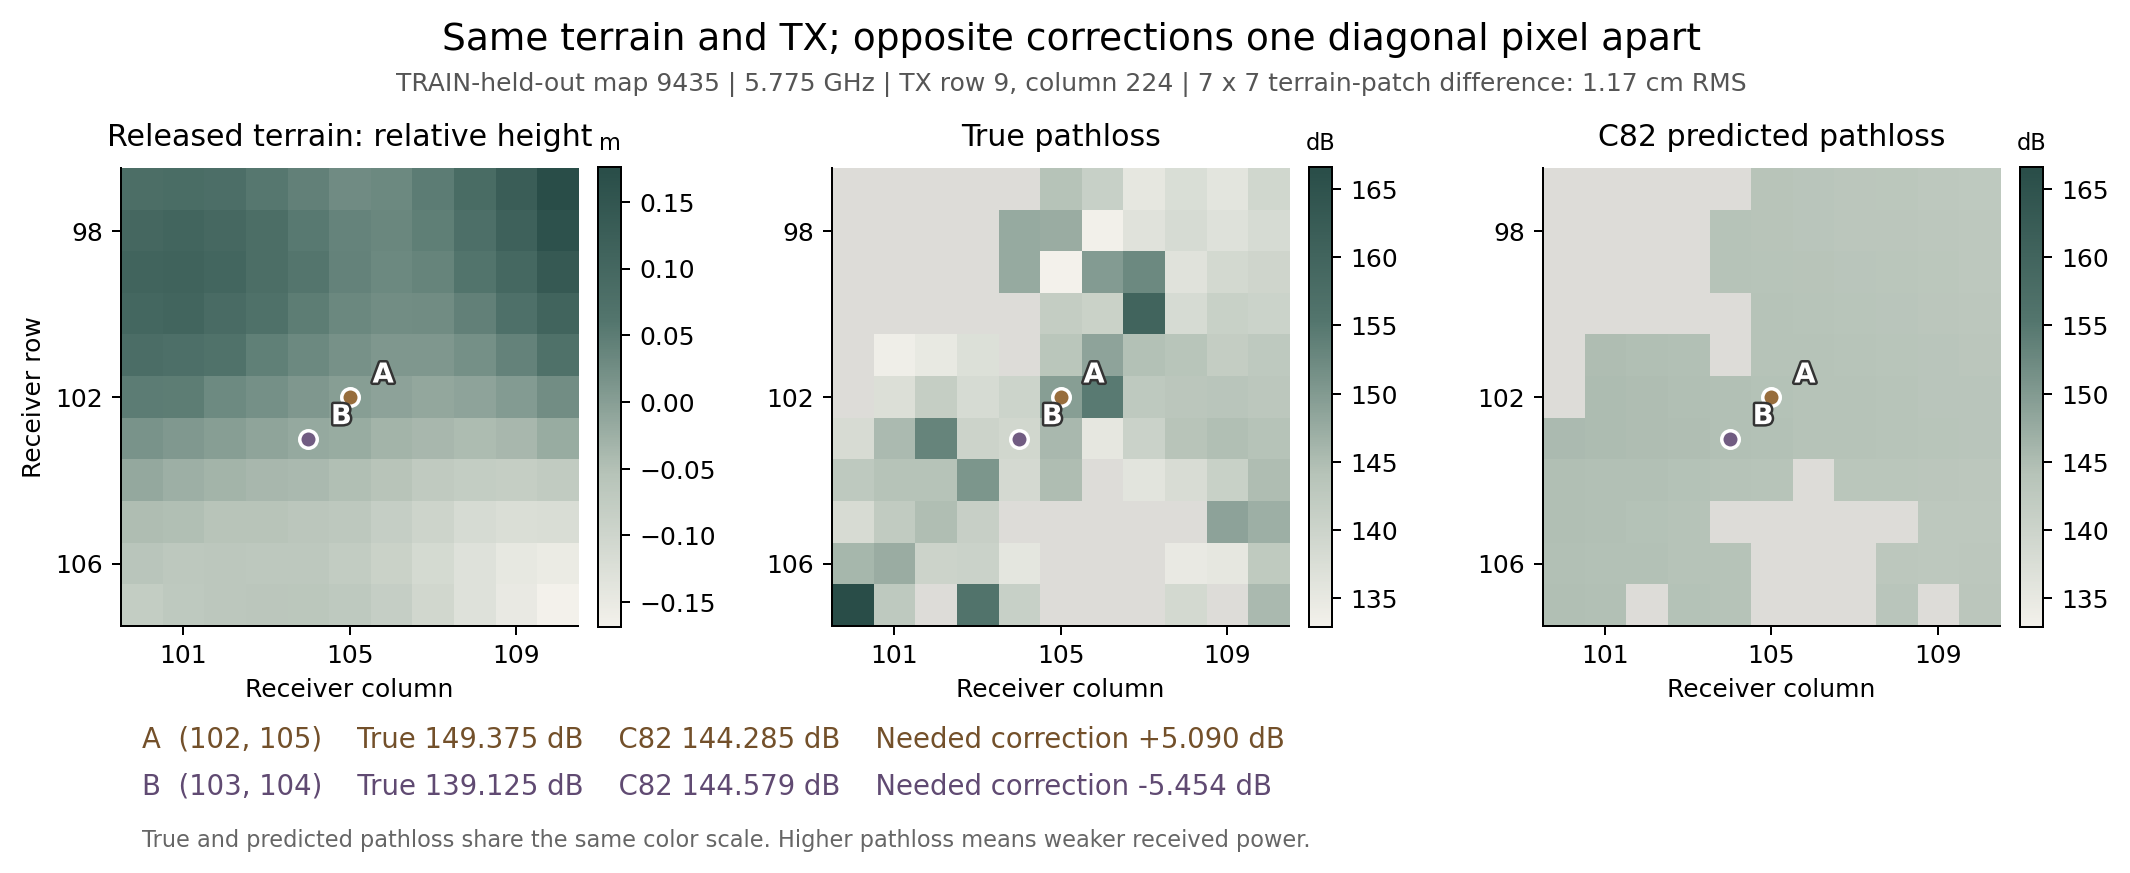 Same terrain and TX; opposite corrections one diagonal pixel apart
TRAIN-held-out map 9435 | 5.775 GHz | TX row 9, column 224 | 7 x 7 terrain-patch difference: 1.17 cm RMS
Released terrain: relative height
m
98
102
106
101
105
109
Receiver row
Receiver column
A
B
0.15
0.10
0.05
0.00
−0.05
−0.10
−0.15
True pathloss
dB
98
102
106
101
105
109
Receiver column
A
B
165
160
155
150
145
140
135
C82 predicted pathloss
dB
98
102
106
101
105
109
Receiver column
A
B
165
160
155
150
145
140
135
A (102, 105) True 149.375 dB C82 144.285 dB Needed correction +5.090 dB
B (103, 104) True 139.125 dB C82 144.579 dB Needed correction -5.454 dB
True and predicted pathloss share the same color scale. Higher pathloss means weaker received power.